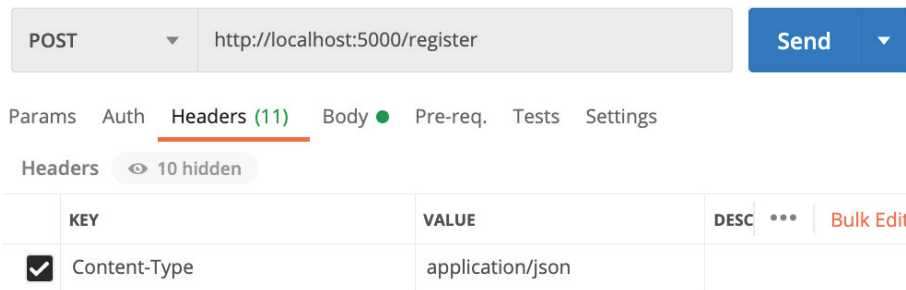 POST http://localhost:5000/register Send
Params Auth Headers (11) Body Pre-req. Tests Settings
Headers 10 hidden
KEY VALUE DESC ••• Bulk Edit
Content-Type application/json